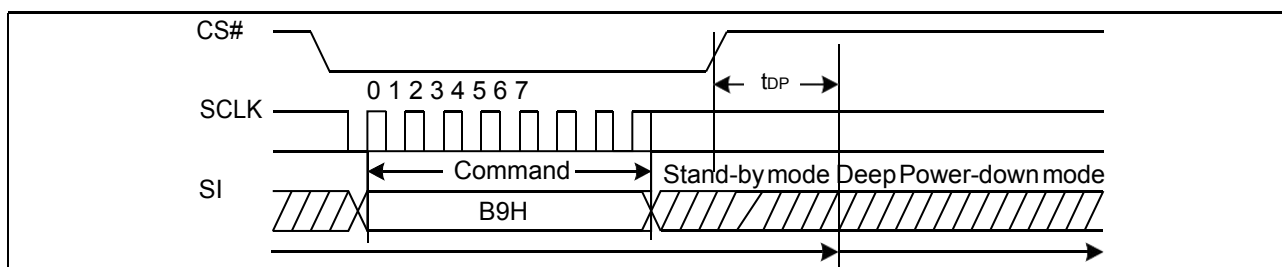 CS#
tDP
0 1 2 3 4 5 6 7
SCLK
Command
Stand-by mode Deep Power-down mode
SI
B9H